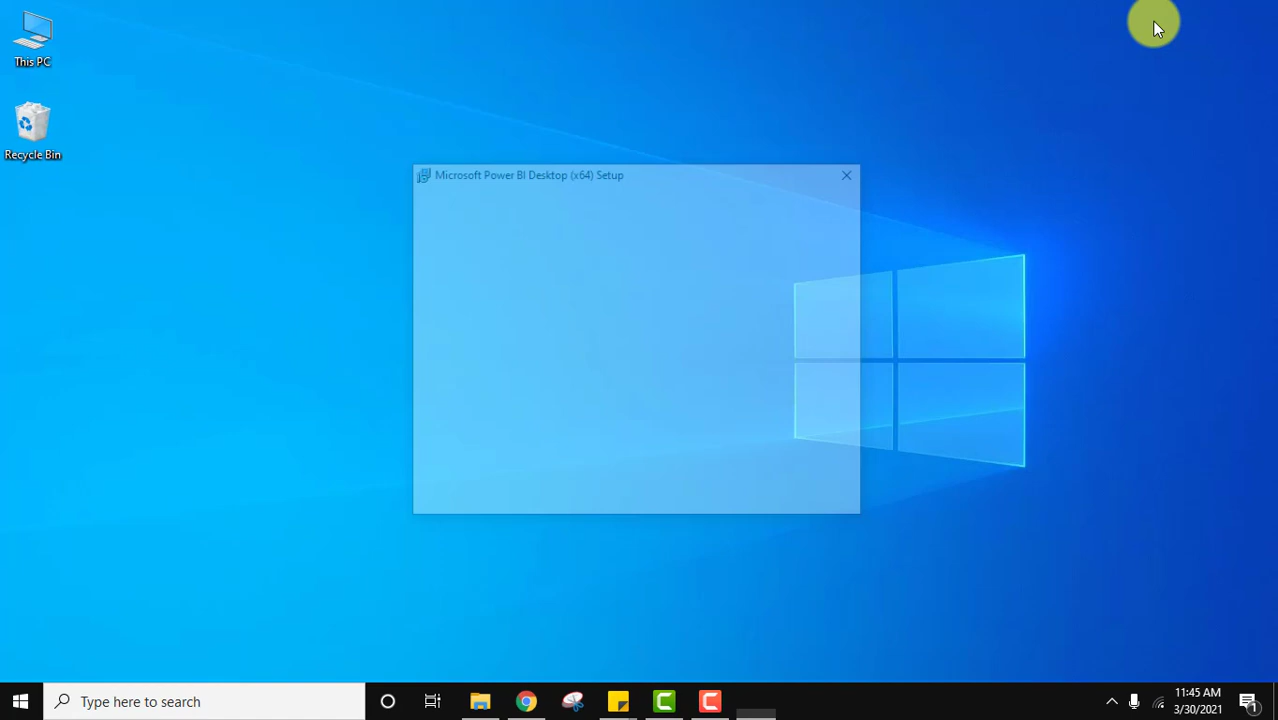 This PC
Recycle Bin
Microsoft Power BI Desktop (x64) Setup
Type here to search
11:45 AM
3/30/2021
1